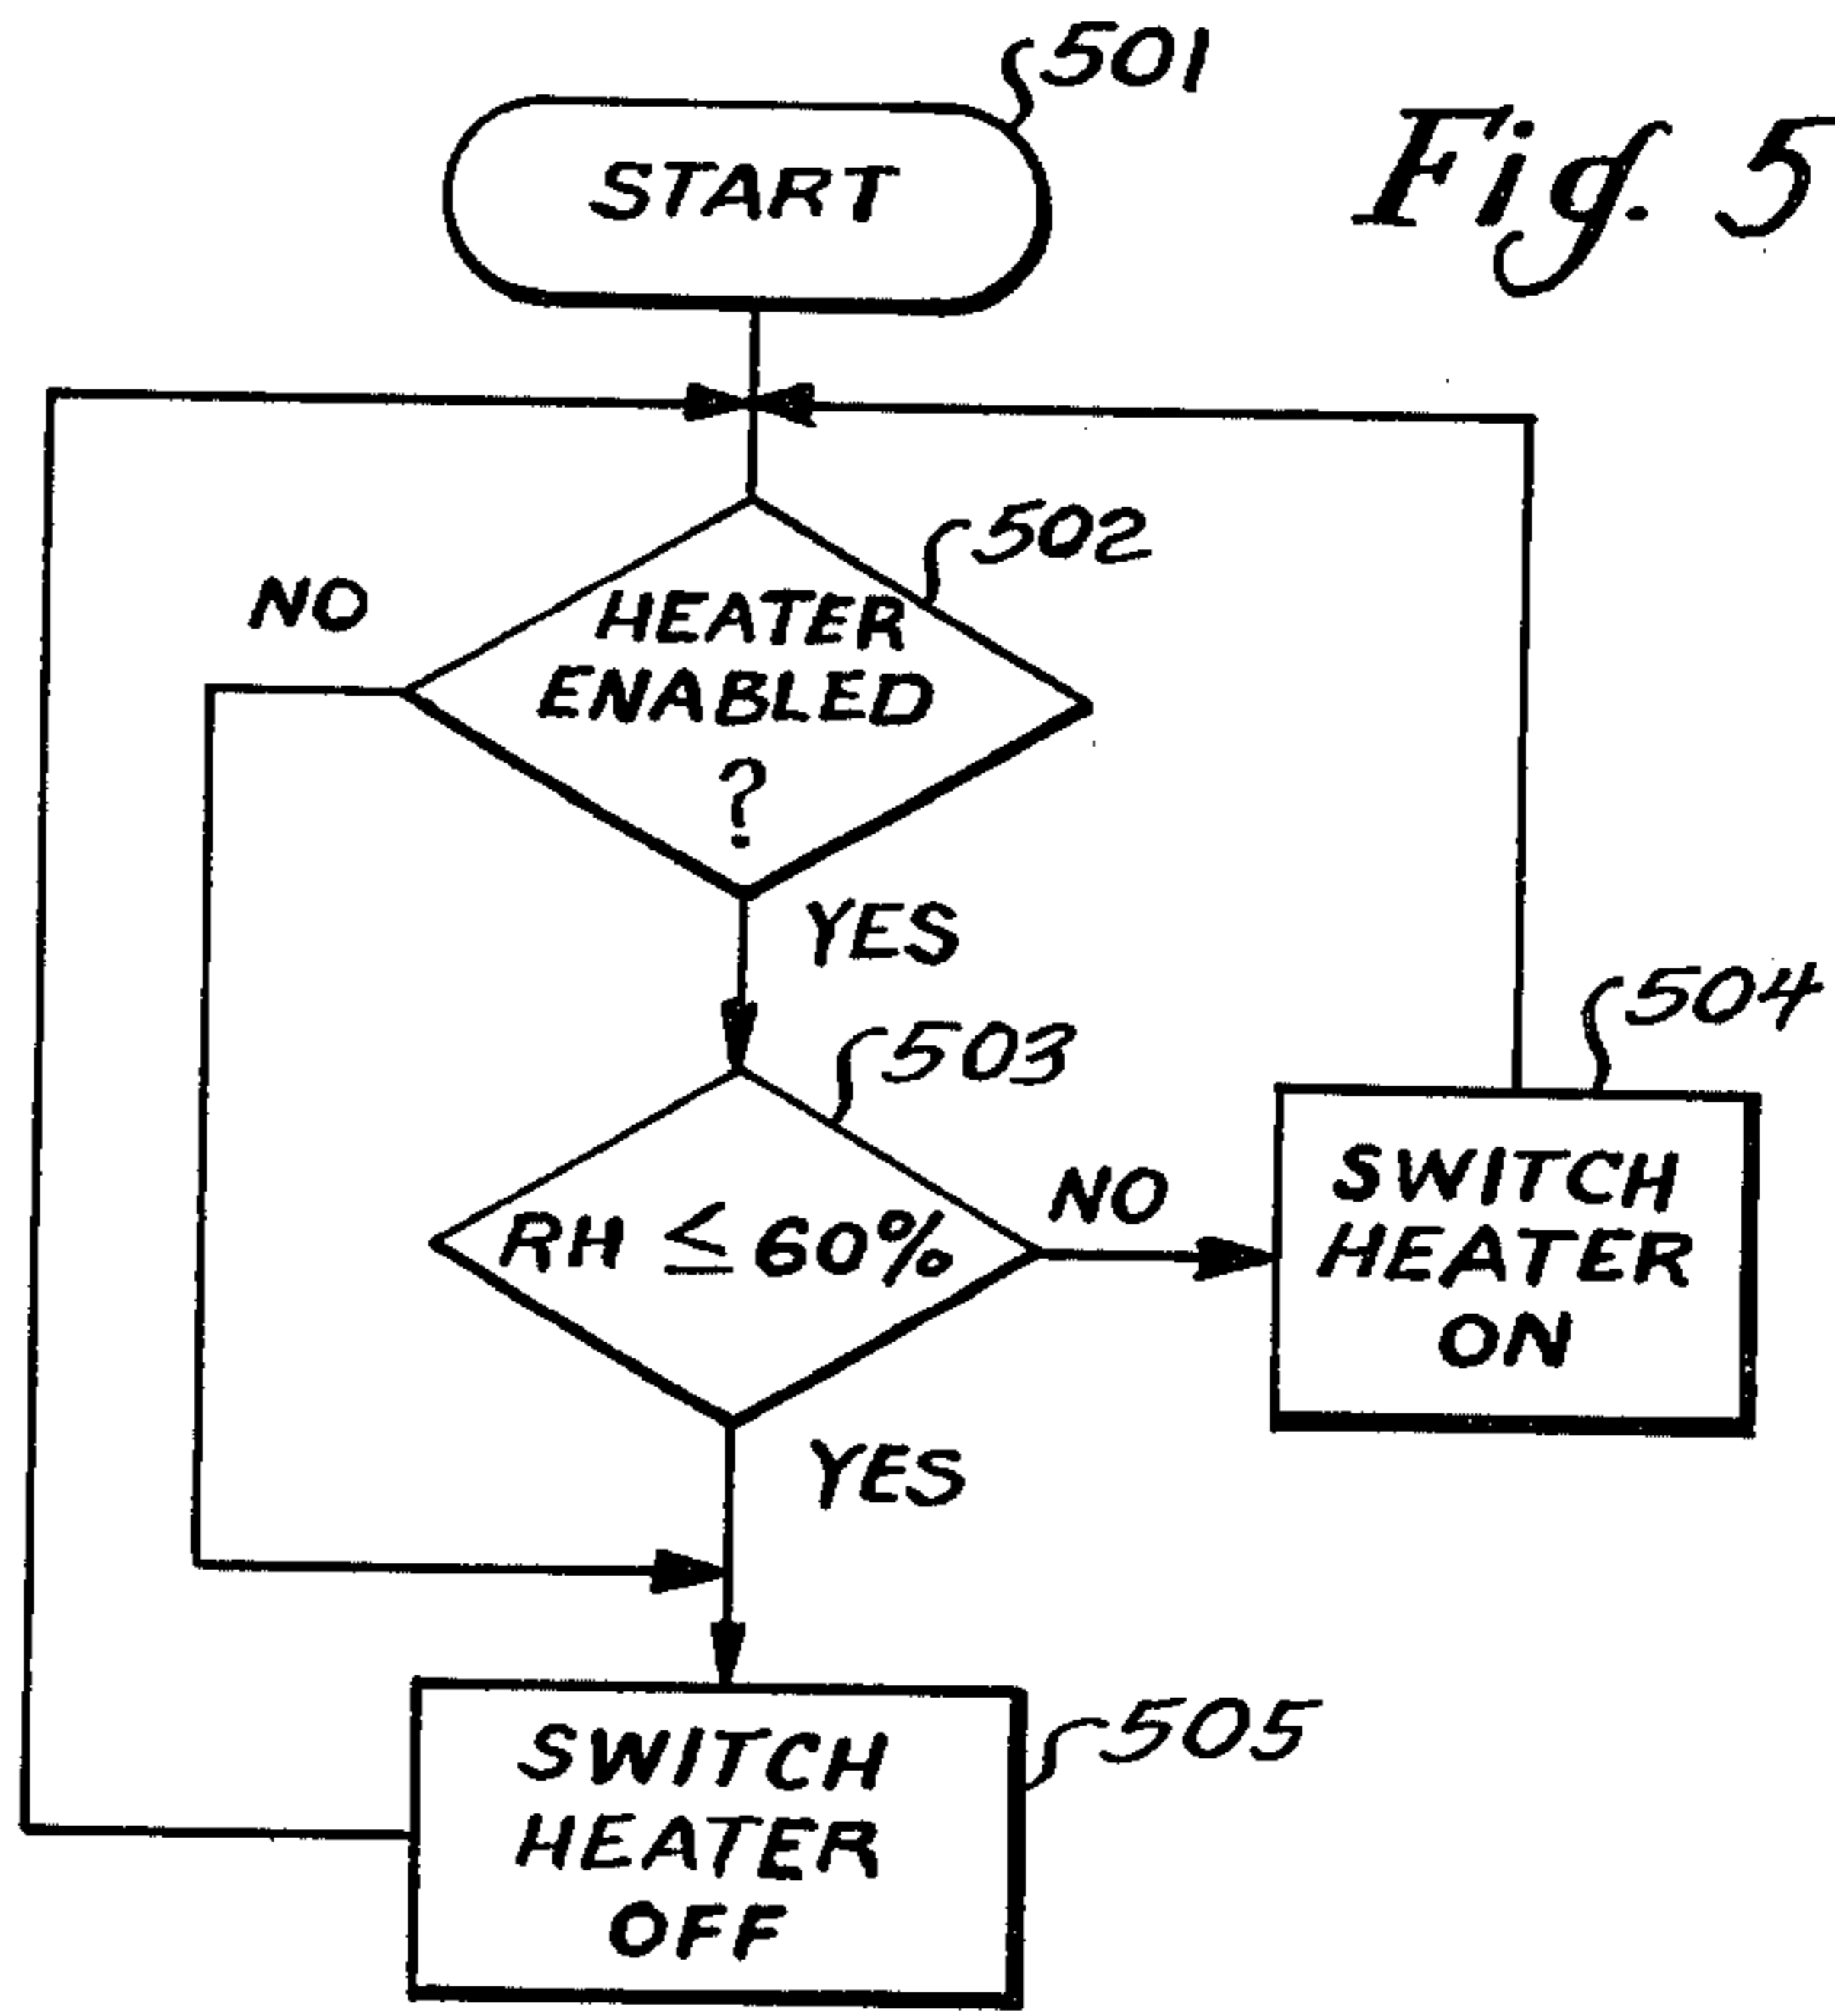 501
START
Fig. 5
502
NO
HEATER
ENABLED
?
YES
503
504
RH ≤ 60%
NO
SWITCH
HEATER
ON
YES
505
SWITCH
HEATER
OFF